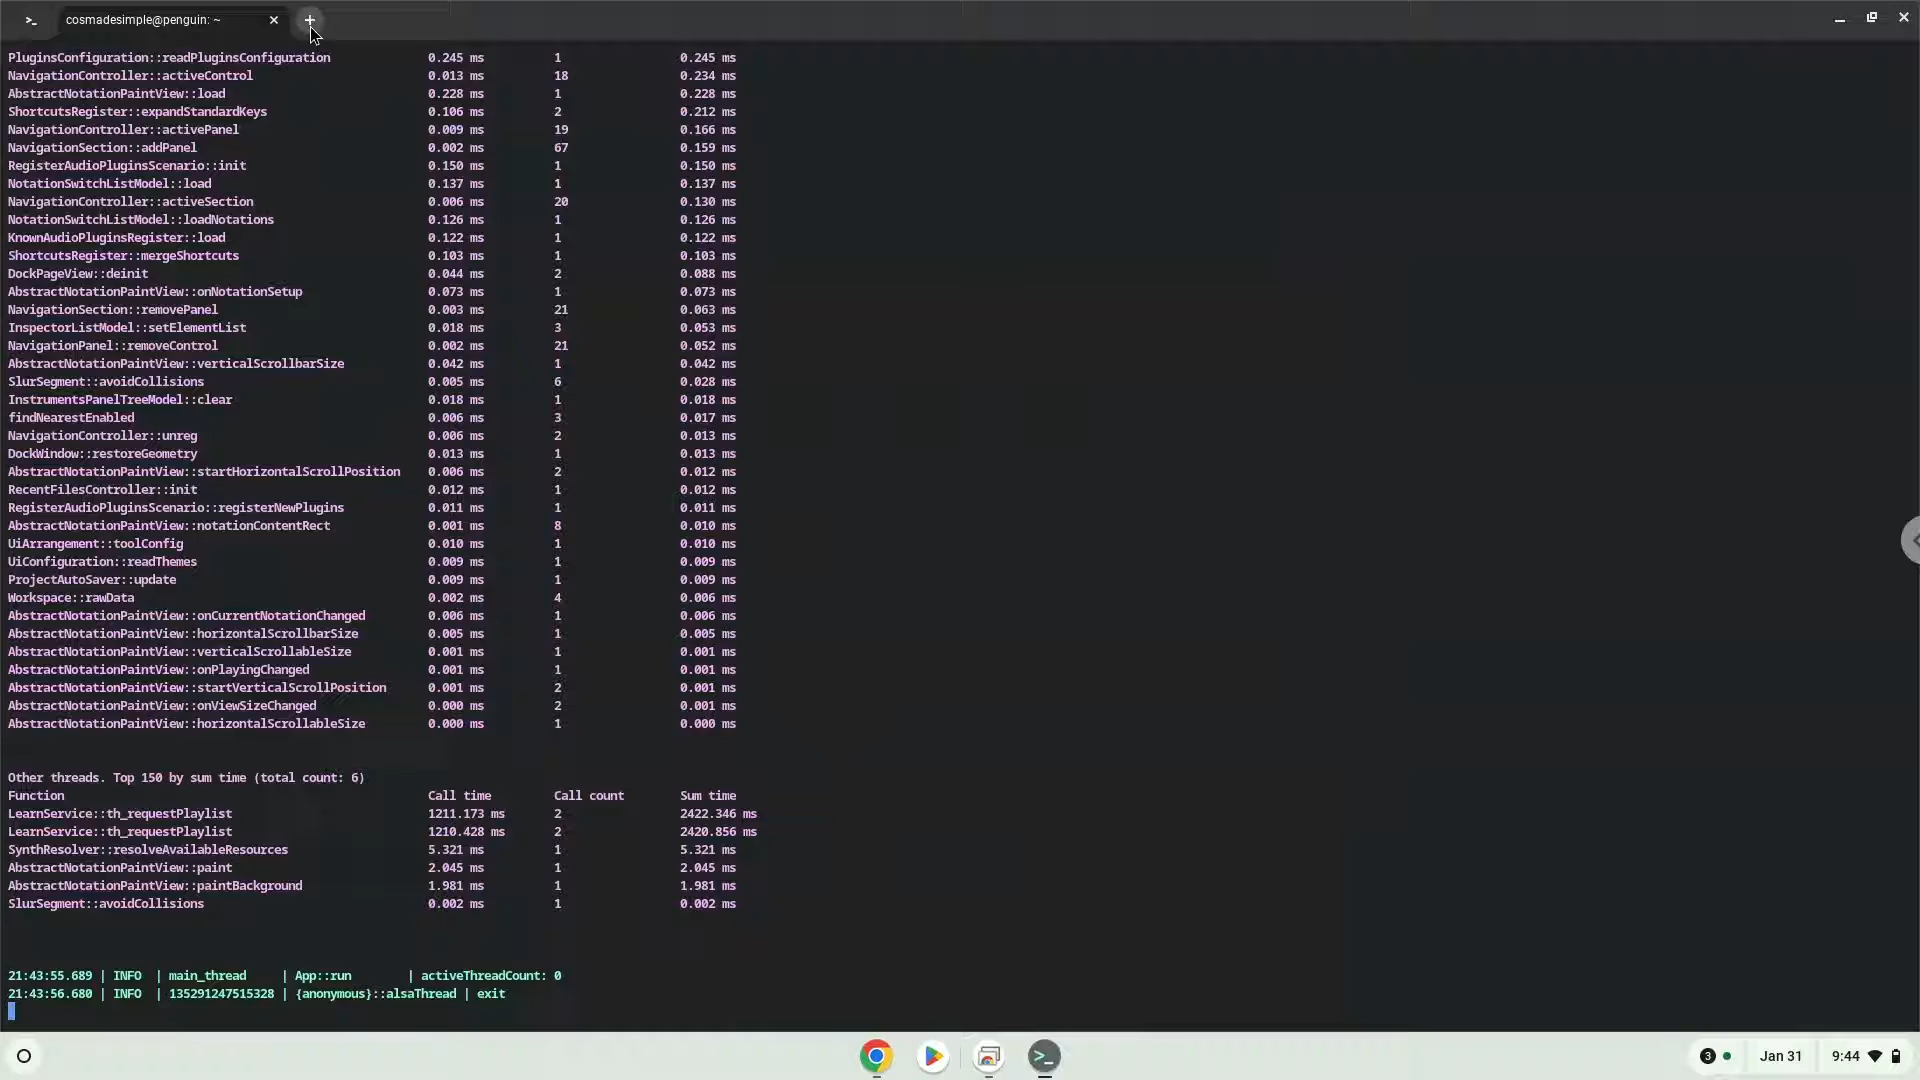 cosmadesimple@penguin: ~
PluginsConfiguration::readPluginsConfiguration 0.245 ms 1 0.245 ms
NavigationController::activeControl 0.013 ms 18 0.234 ms
AbstractNotationPaintView::load 0.228 ms 1 0.228 ms
ShortcutsRegister::expandStandardKeys 0.106 ms 2 0.212 ms
NavigationController::activePanel 0.009 ms 19 0.166 ms
NavigationSection::addPanel 0.002 ms 67 0.159 ms
RegisterAudioPluginsScenario::init 0.150 ms 1 0.150 ms
NotationSwitchListModel::load 0.137 ms 1 0.137 ms
NavigationController::activeSection 0.006 ms 20 0.130 ms
NotationSwitchListModel::loadNotations 0.126 ms 1 0.126 ms
KnownAudioPluginsRegister::load 0.122 ms 1 0.122 ms
ShortcutsRegister::mergeShortcuts 0.103 ms 1 0.103 ms
DockPageView::deinit 0.044 ms 2 0.088 ms
AbstractNotationPaintView::onNotationSetup 0.073 ms 1 0.073 ms
NavigationSection::removePanel 0.003 ms 21 0.063 ms
InspectorListModel::setElementList 0.018 ms 3 0.053 ms
NavigationPanel::removeControl 0.002 ms 21 0.052 ms
AbstractNotationPaintView::verticalScrollbarSize 0.042 ms 1 0.042 ms
SlurSegment::avoidCollisions 0.005 ms 6 0.028 ms
InstrumentsPanelTreeModel::clear 0.018 ms 1 0.018 ms
findNearestEnabled 0.006 ms 3 0.017 ms
NavigationController::unreg 0.006 ms 2 0.013 ms
DockWindow::restoreGeometry 0.013 ms 1 0.013 ms
AbstractNotationPaintView::startHorizontalScrollPosition 0.006 ms 2 0.012 ms
RecentFilesController::init 0.012 ms 1 0.012 ms
RegisterAudioPluginsScenario::registerNewPlugins 0.011 ms 1 0.011 ms
AbstractNotationPaintView::notationContentRect 0.001 ms 8 0.010 ms
UiArrangement::toolConfig 0.010 ms 1 0.010 ms
UiConfiguration::readThemes 0.009 ms 1 0.009 ms
ProjectAutoSaver::update 0.009 ms 1 0.009 ms
Workspace::rawData 0.002 ms 4 0.006 ms
AbstractNotationPaintView::onCurrentNotationChanged 0.006 ms 1 0.006 ms
AbstractNotationPaintView::horizontalScrollbarSize 0.005 ms 1 0.005 ms
AbstractNotationPaintView::verticalScrollableSize 0.001 ms 1 0.001 ms
AbstractNotationPaintView::onPlayingChanged 0.001 ms 1 0.001 ms
AbstractNotationPaintView::startVerticalScrollPosition 0.001 ms 2 0.001 ms
AbstractNotationPaintView::onViewSizeChanged 0.000 ms 2 0.001 ms
AbstractNotationPaintView::horizontalScrollableSize 0.000 ms 1 0.000 ms
Other threads. Top 150 by sum time (total count: 6)
Function Call time Call count Sum time
LearnService::th_requestPlaylist 1211.173 ms 2 2422.346 ms
LearnService::th_requestPlaylist 1210.428 ms 2 2420.856 ms
SynthResolver::resolveAvailableResources 5.321 ms 1 5.321 ms
AbstractNotationPaintView::paint 2.045 ms 1 2.045 ms
AbstractNotationPaintView::paintBackground 1.981 ms 1 1.981 ms
SlurSegment::avoidCollisions 0.002 ms 1 0.002 ms
21:43:55.689 | INFO | main_thread | App::run | activeThreadCount: 0
21:43:56.680 | INFO | 135291247515328 | {anonymous}::alsaThread | exit
3 Jan 31 9:44